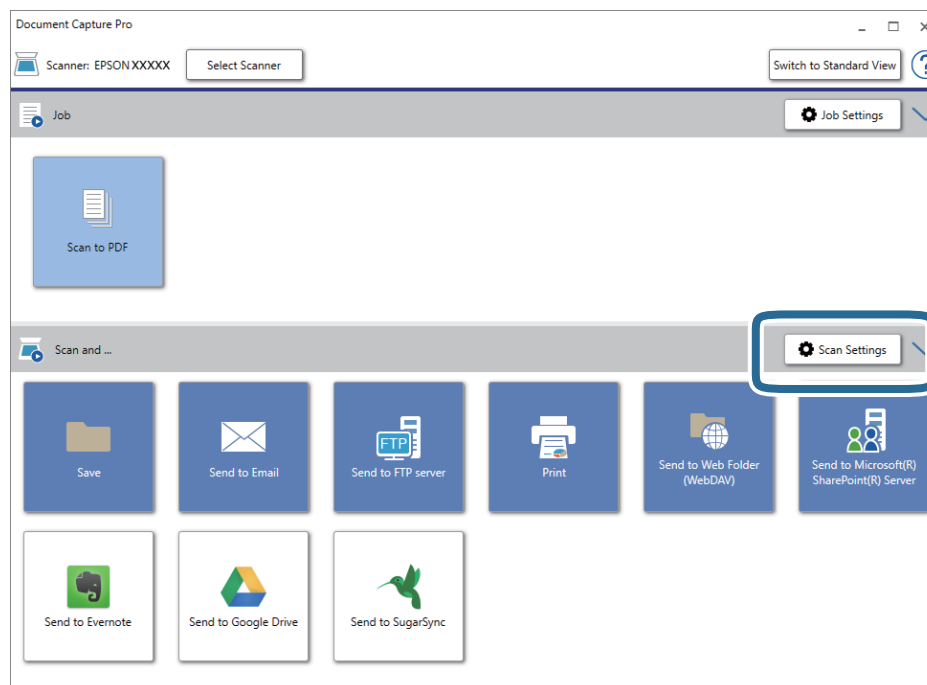 Document Capture Pro
Scanner: EPSON XXXXX
Select Scanner
Switch to Standard View
?
Job
Job Settings
Scan to PDF
Scan and ...
Scan Settings
Save
Send to Email
FTP
Send to FTP server
Print
Send to Web Folder
(WebDAV)
Send to Microsoft(R)
SharePoint(R) Server
Send to Evernote
Send to Google Drive
Send to SugarSync